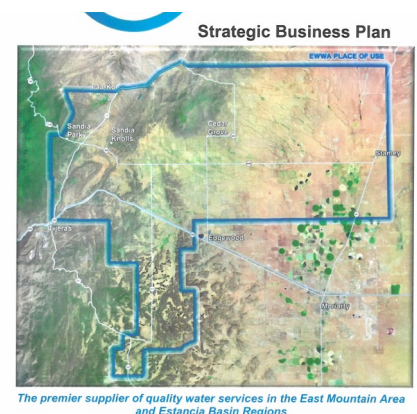 Strategic Business Plan
EWWA PLACE OF USE
Sandia
Park
Sandia
Knolls
Cedar
Grove
Stanley
Tijeras
Edgewood
Moriarty
The premier supplier of quality water services in the East Mountain Area
and Estancia Basin Regions